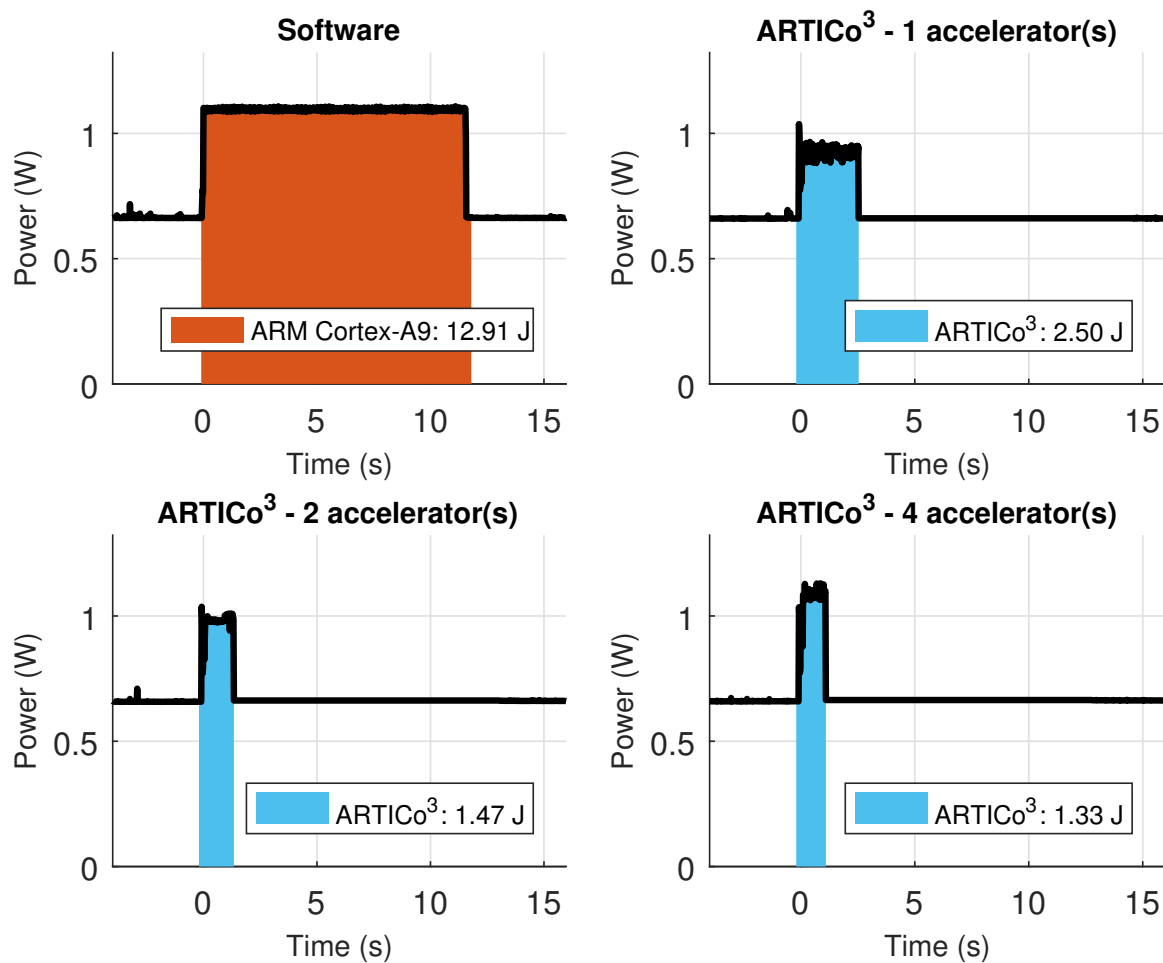 Software
Power (W)
1
0.5
0
ARM Cortex-A9: 12.91 J
0 5 10 15
Time (s)
ARTICo³ - 1 accelerator(s)
Power (W)
1
0.5
0
ARTICo³: 2.50 J
0 5 10 15
Time (s)
ARTICo³ - 2 accelerator(s)
Power (W)
1
0.5
0
ARTICo³: 1.47 J
0 5 10 15
Time (s)
ARTICo³ - 4 accelerator(s)
Power (W)
1
0.5
0
ARTICo³: 1.33 J
0 5 10 15
Time (s)